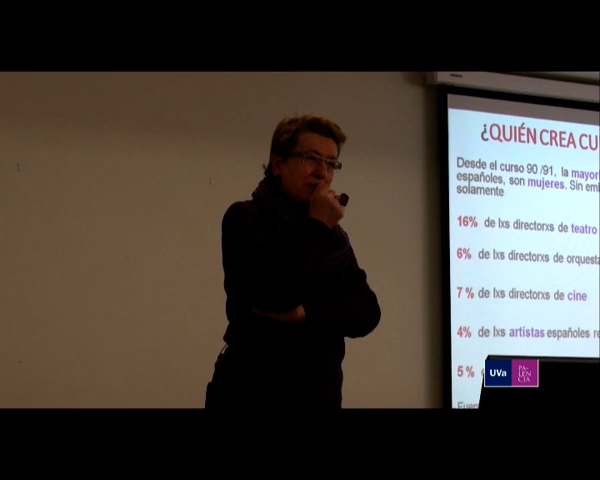 ¿QUIÉN CREA CU
Desde el curso 90 /91, la mayorí
españoles, son mujeres. Sin em
solamente
16% de lxs directorxs de teatro
6% de lxs directorxs de orquesta
7 % de lxs directorxs de cine
4% de lxs artistas españoles re
5 %
UVa
PA-
LEN
CIA